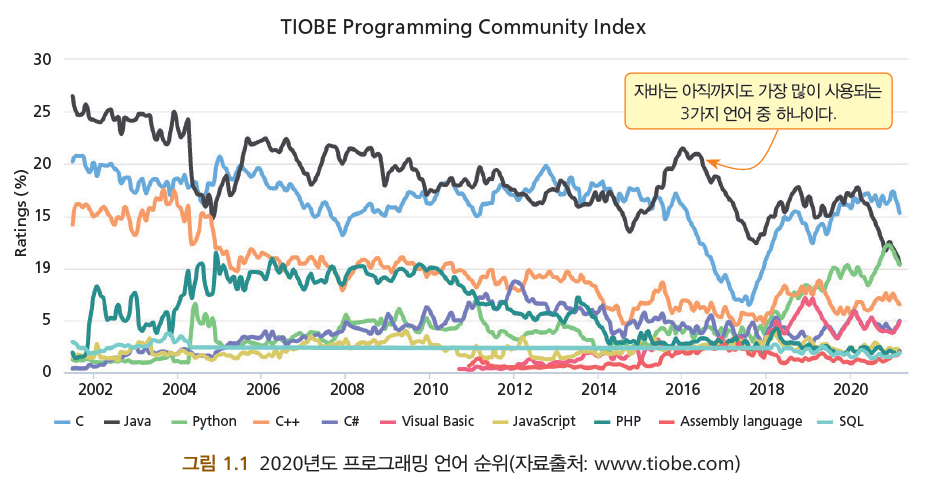 TIOBE Programming Community Index
30
25
20
15
19
5
0
Ratings (%)
자바는 아직까지도 가장 많이 사용되는
3가지 언어 중 하나이다.
2002 2004 2006 2008 2010 2012 2014 2016 2018 2020
C Java Python C++ C# Visual Basic JavaScript PHP Assembly language SQL
그림 1.1 2020년도 프로그래밍 언어 순위(자료출처: www.tiobe.com)